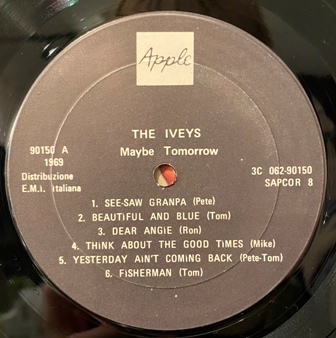 Apple
THE IVEYS
Maybe Tomorrow
90150 A
1969
Distribuzione
E.M.i. italiana
3C 062-90150
SAPCOR 8
1. SEE-SAW GRANPA (Pete)
2. BEAUTiFUL AND BLUE (Tom)
3. DEAR ANGiE (Ron)
4. THiNK ABOUT THE GOOD TiMES (Mike)
5. YESTERDAY AiN'T COMiNG BACK (Pete-Tom)
6. FiSHERMAN (Tom)